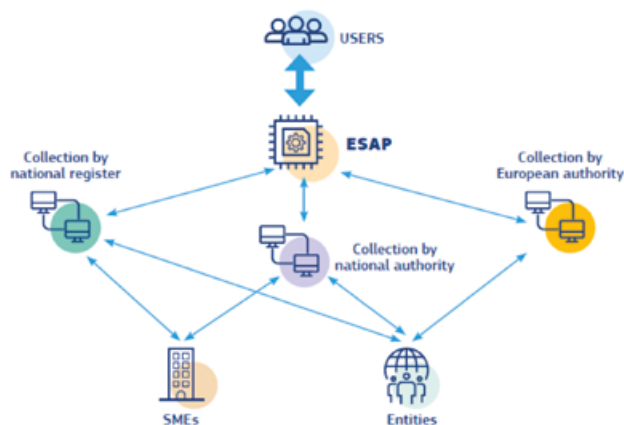 USERS
ESAP
Collection by
national register
Collection by
European authority
Collection by
national authority
SMEs
Entities